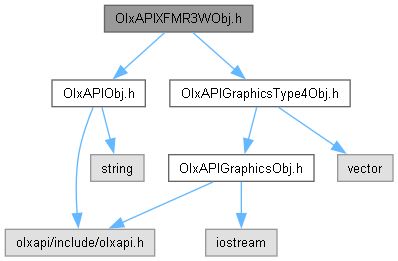 OlxAPIXFMR3WObj.h
OlxAPIObj.h
OlxAPIGraphicsType4Obj.h
string
OlxAPIGraphicsObj.h
vector
olxapi/include/olxapi.h
iostream